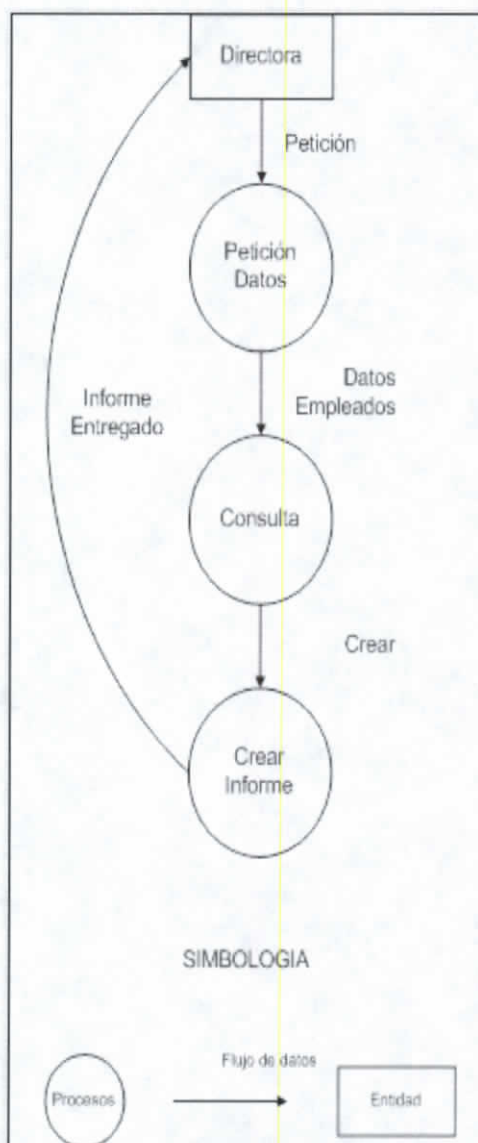 Directora
Petición
Petición
Datos
Datos
Empleados
Informe
Entregado
Consulta
Crear
Crear
Informe
SIMBOLOGIA
Flujo de datos
Procesos
Entidad